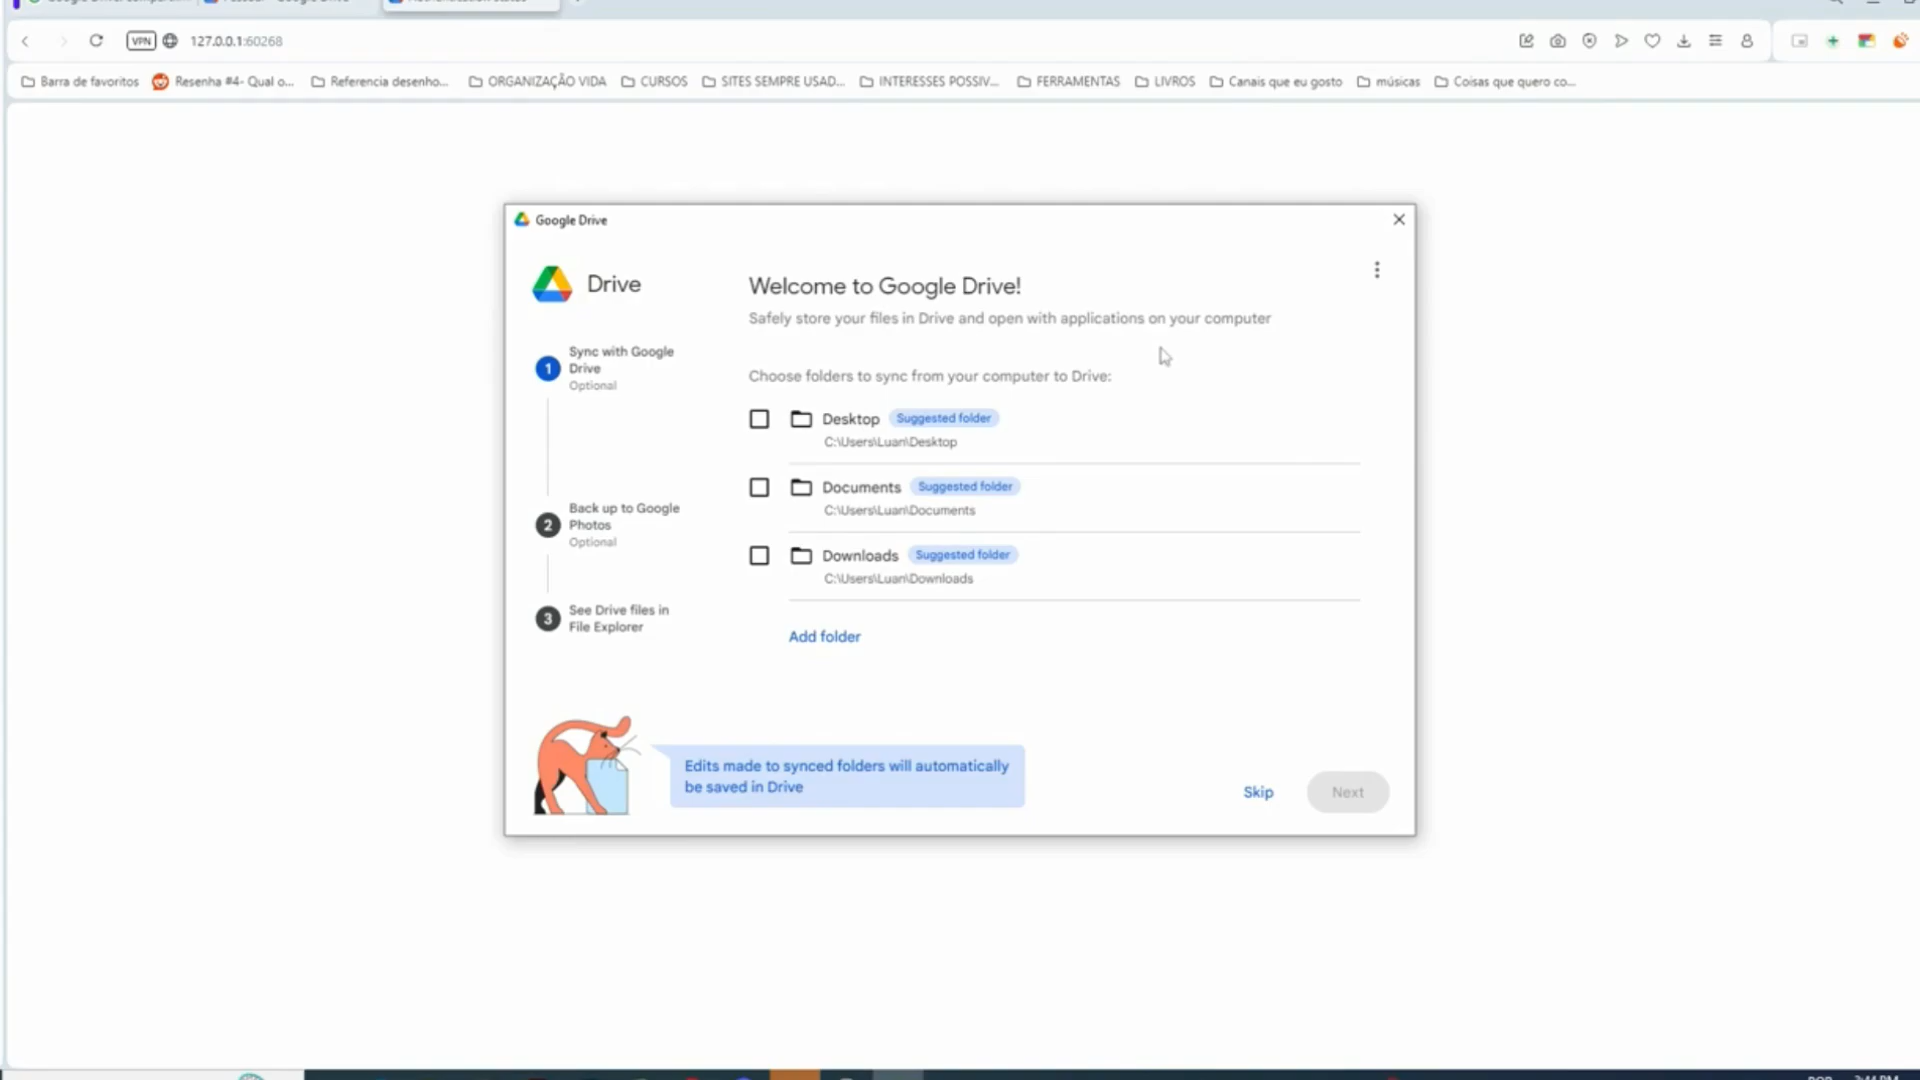 VPN 127.0.0.1:60268
Barra de favoritos Resenha #4- Qual o... Referencia desenho... ORGANIZAÇÃO VIDA CURSOS SITES SEMPRE USAD... INTERESSES POSSIV... FERRAMENTAS LIVROS Canais que eu gosto músicas Coisas que quero co...
Google Drive
Drive
Welcome to Google Drive!
Safely store your files in Drive and open with applications on your computer
1 Sync with Google
Drive
Optional
Choose folders to sync from your computer to Drive:
Desktop Suggested folder
C:\Users\Luan\Desktop
Documents Suggested folder
C:\Users\Luan\Documents
2 Back up to Google
Photos
Optional
Downloads Suggested folder
C:\Users\Luan\Downloads
3 See Drive files in
File Explorer
Add folder
Edits made to synced folders will automatically
be saved in Drive
Skip Next